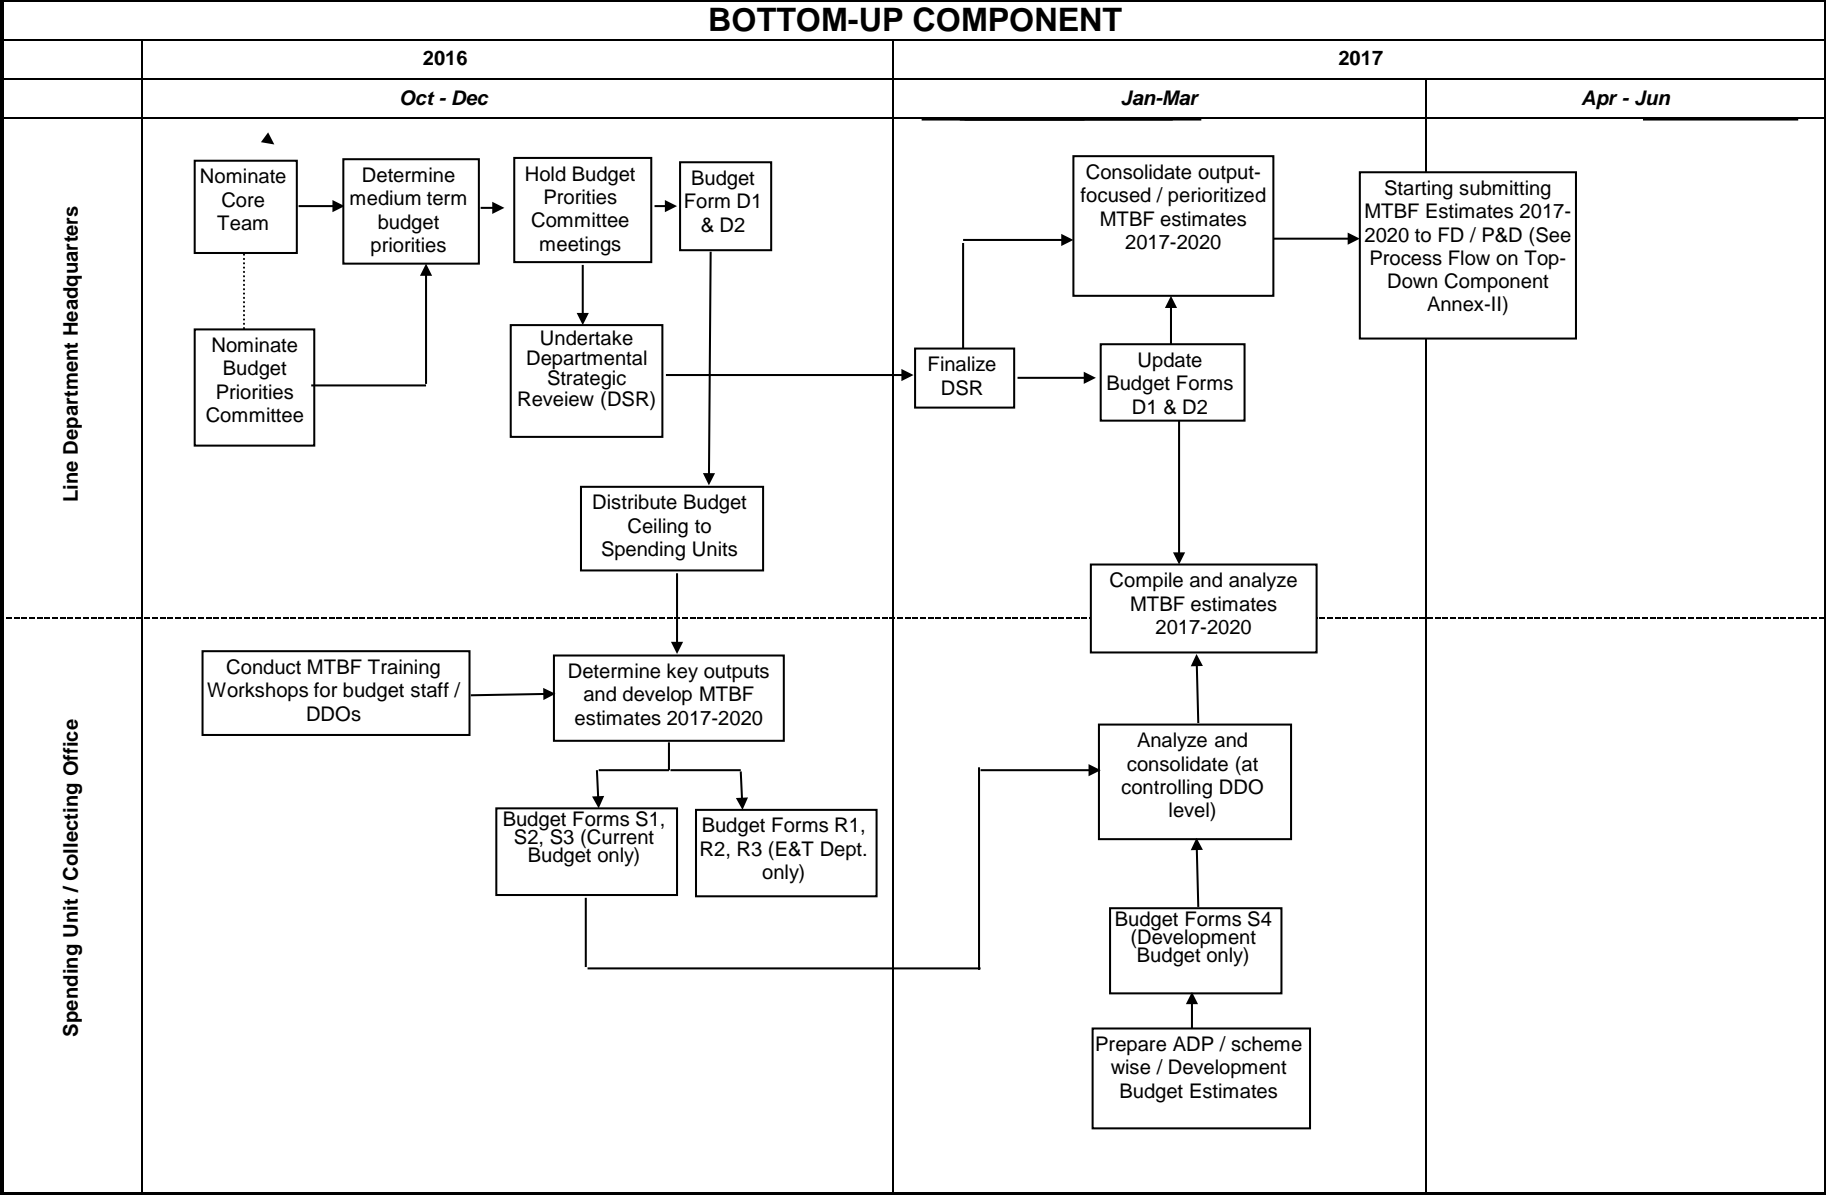 BOTTOM-UP COMPONENT
2016
2017
Oct - Dec
Jan-Mar
Apr - Jun
Line Department Headquarters
Nominate
Core
Team
Determine
medium term
budget
priorities
Hold Budget
Prorities
Committee
meetings
Budget
Form D1
& D2
Consolidate output-
focused / perioritized
MTBF estimates
2017-2020
Starting submitting
MTBF Estimates 2017-
2020 to FD / P&D (See
Process Flow on Top-
Down Component
Annex-II)
Nominate
Budget
Priorities
Committee
Undertake
Departmental
Strategic
Reveiew (DSR)
Finalize
DSR
Update
Budget Forms
D1 & D2
Distribute Budget
Ceiling to
Spending Units
Compile and analyze
MTBF estimates
2017-2020
Spending Unit / Collecting Office
Conduct MTBF Training
Workshops for budget staff /
DDOs
Determine key outputs
and develop MTBF
estimates 2017-2020
Analyze and
consolidate (at
controlling DDO
level)
Budget Forms S1,
S2, S3 (Current
Budget only)
Budget Forms R1,
R2, R3 (E&T Dept.
only)
Budget Forms S4
(Development
Budget only)
Prepare ADP / scheme
wise / Development
Budget Estimates